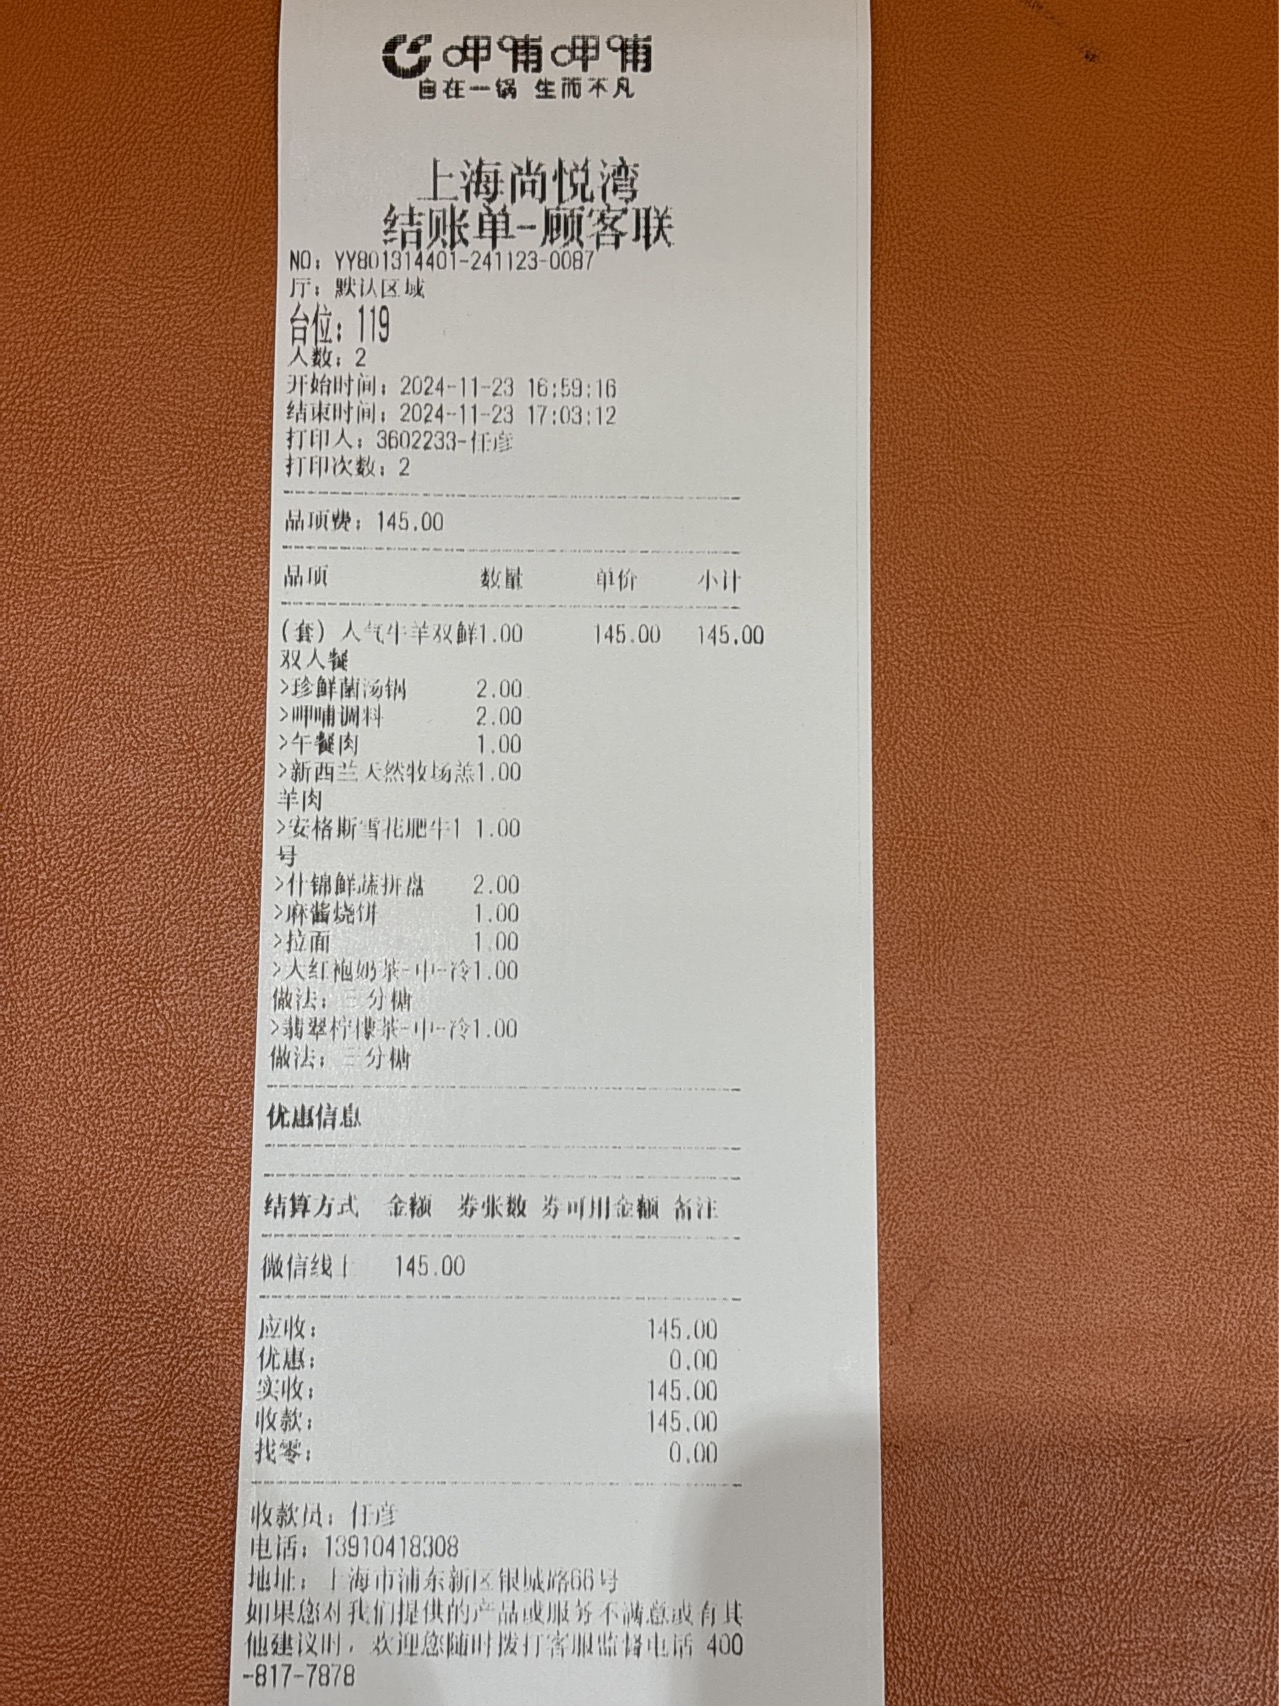 呷哺呷哺
自在一锅 生而不凡
上海尚悦湾
结账单-顾客联
NO: YY801314401-241123-0087
厅: 默认区域
台位: 119
人数: 2
开始时间: 2024-11-23 16:59:16
结束时间: 2024-11-23 17:03:12
打印人: 3602233-任彦
打印次数: 2
品项费: 145.00
品项 数量 单价 小计
(套) 人气牛羊双鲜1.00 145.00 145.00
双人餐
>珍鲜菌汤锅 2.00
>呷哺调料 2.00
>午餐肉 1.00
>新西兰天然牧场羔1.00
羊肉
>安格斯雪花肥牛1 1.00
号
>什锦鲜蔬拼盘 2.00
>麻酱烧饼 1.00
>拉面 1.00
>大红袍奶茶-中-冷1.00
做法: 三分糖
>翡翠柠檬茶-中-冷1.00
做法: 三分糖
优惠信息
结算方式 金额 券张数 券可用金额 备注
微信线上 145.00
应收: 145.00
优惠: 0.00
实收: 145.00
收款: 145.00
找零: 0.00
收款员: 任彦
电话: 13910418308
地址: 上海市浦东新区银城路66号
如果您对我们提供的产品或服务不满意或有其
他建议时, 欢迎您随时拨打客服监督电话 400
-817-7878